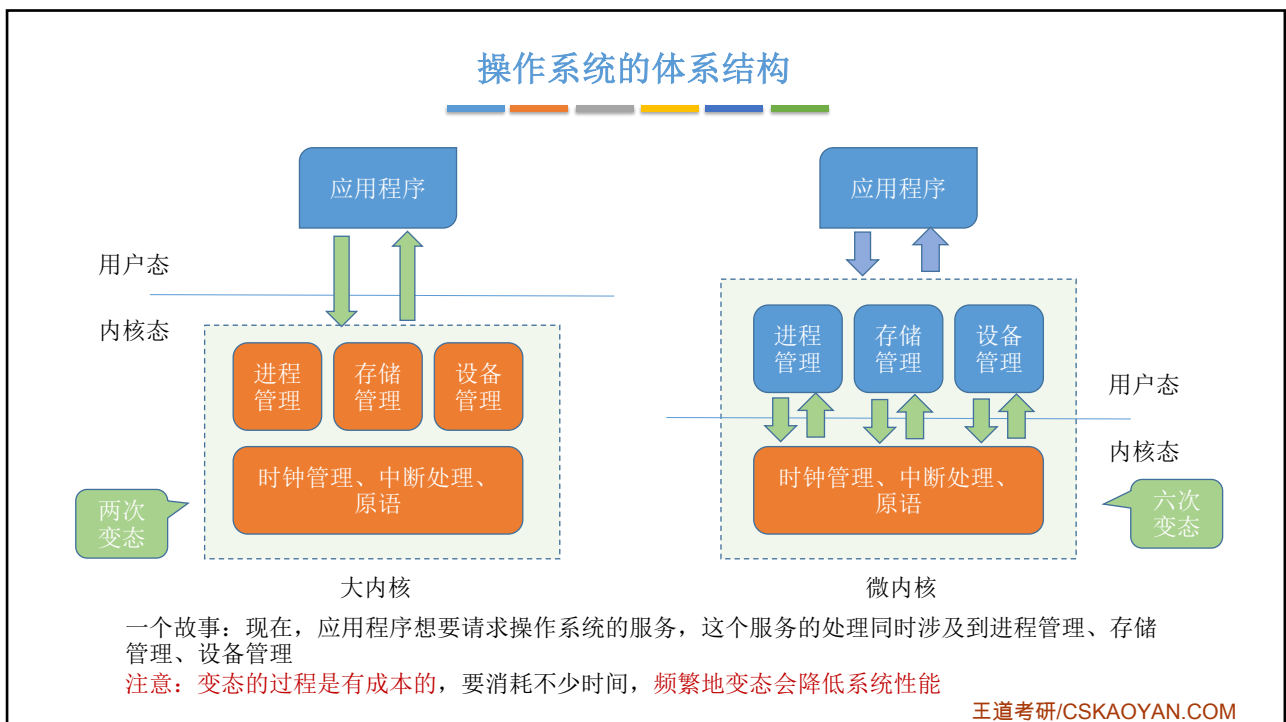 操作系统的体系结构
应用程序
用户态
内核态
进程
管理
存储
管理
设备
管理
时钟管理、中断处理、
原语
两次
变态
大内核
应用程序
进程
管理
存储
管理
设备
管理
用户态
内核态
时钟管理、中断处理、
原语
六次
变态
微内核
一个故事：现在，应用程序想要请求操作系统的服务，这个服务的处理同时涉及到进程管理、存储
管理、设备管理
注意：变态的过程是有成本的，要消耗不少时间，频繁地变态会降低系统性能
王道考研/CSKAOYAN.COM